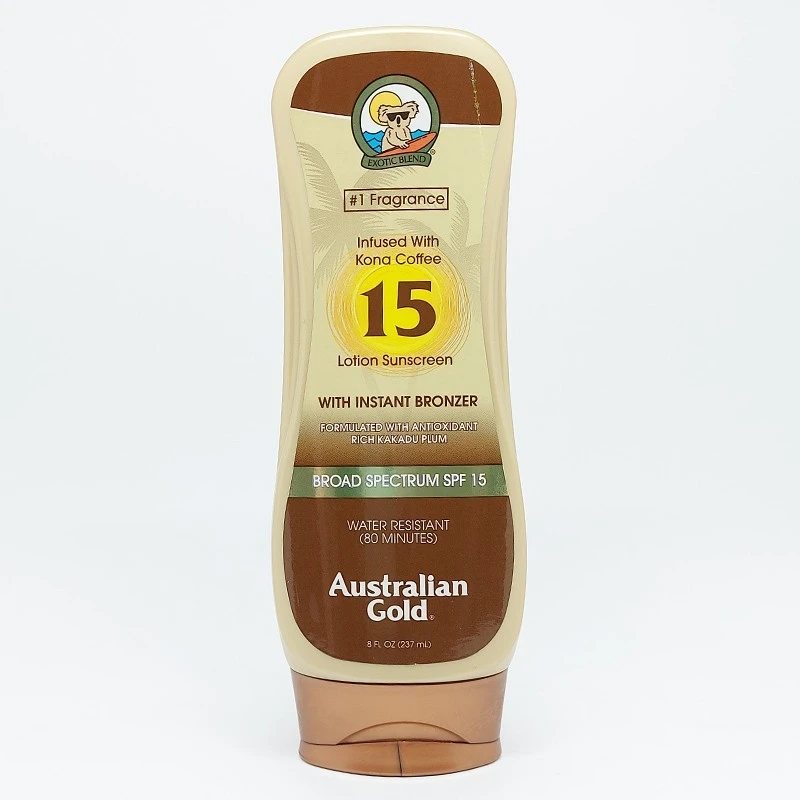 EXOTIC BLEND®
#1 Fragrance
Infused With
Kona Coffee
15
Lotion Sunscreen
WITH INSTANT BRONZER
FORMULATED WITH ANTIOXIDANT
RICH KAKADU PLUM
BROAD SPECTRUM SPF 15
WATER RESISTANT
(80 MINUTES)
Australian
Gold®
8 FL OZ (237 mL)